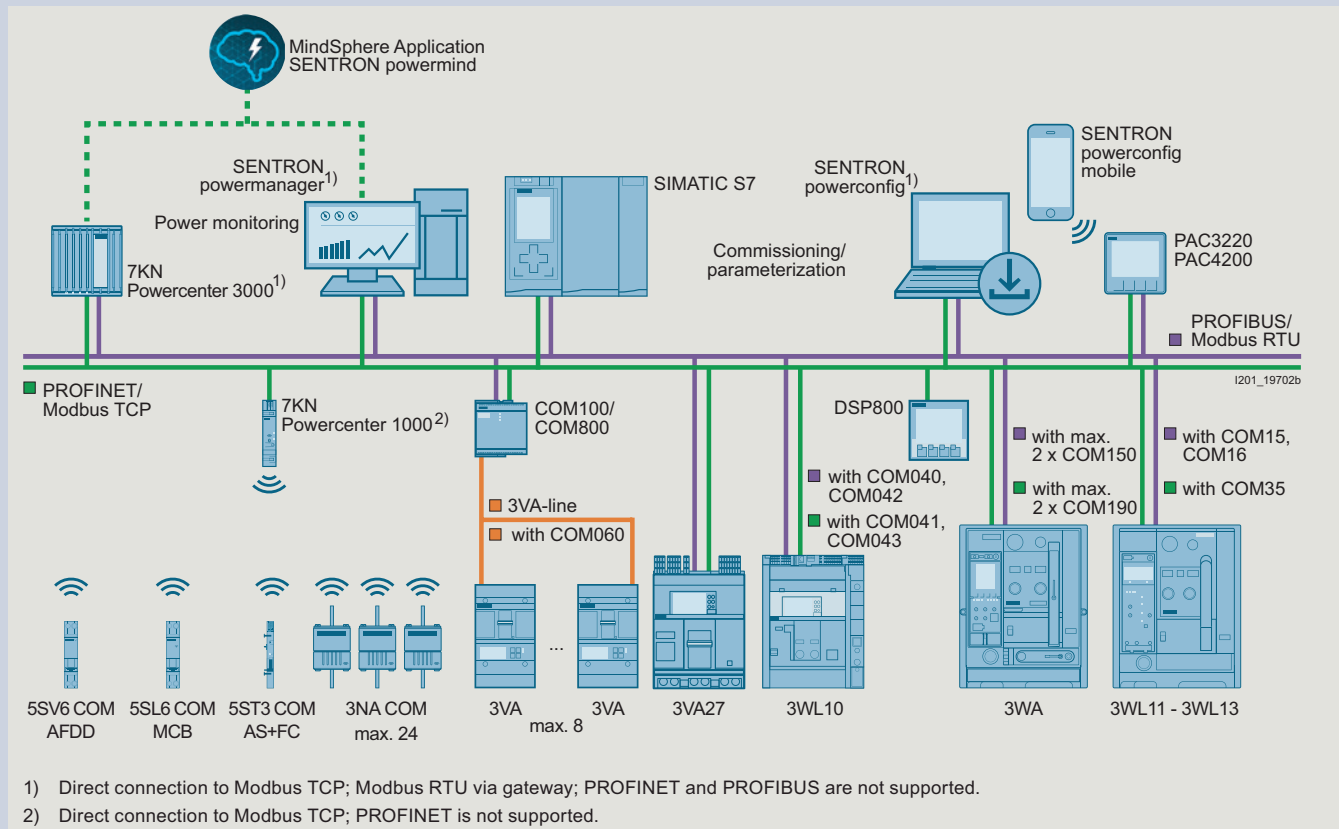 MindSphere Application
SENTRON powermind
SENTRON
powermanager1)
Power monitoring
SIMATIC S7
SENTRON
powerconfig1)
Commissioning/
parameterization
SENTRON
powerconfig
mobile
PAC3220
PAC4200
7KN
Powercenter 30001)
PROFIBUS/
Modbus RTU
I201_19702b
PROFINET/
Modbus TCP
7KN
Powercenter 10002)
COM100/
COM800
DSP800
3VA-line
with COM060
with COM040,
COM042
with COM041,
COM043
with max.
2 x COM150
with max.
2 x COM190
with COM15,
COM16
with COM35
...
5SV6 COM
AFDD
5SL6 COM
MCB
5ST3 COM
AS+FC
3NA COM
max. 24
3VA
max. 8
3VA
3VA27
3WL10
3WA
3WL11 - 3WL13
1) Direct connection to Modbus TCP; Modbus RTU via gateway; PROFINET and PROFIBUS are not supported.
2) Direct connection to Modbus TCP; PROFINET is not supported.